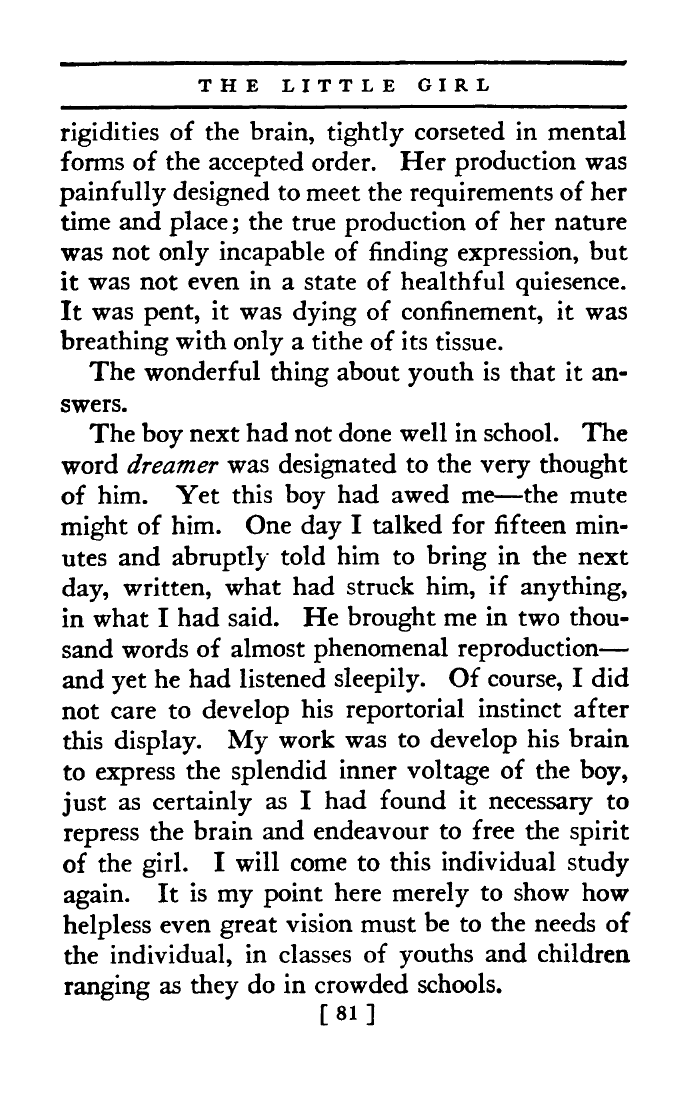 THE LITTLE GIRL
rigidities of the brain, tightly corseted in mental
forms of the accepted order. Her production was
painfully designed to meet the requirements of her
time and place; the true production of her nature
was not only incapable of finding expression, but
it was not even in a state of healthful quiesence.
It was pent, it was dying of confinement, it was
breathing with only a tithe of its tissue.
The wonderful thing about youth is that it an-
swers.
The boy next had not done well in school. The
word dreamer was designated to the very thought
of him. Yet this boy had awed me—the mute
might of him. One day I talked for fifteen min-
utes and abruptly told him to bring in the next
day, written, what had struck him, if anything,
in what I had said. He brought me in two thou-
sand words of almost phenomenal reproduction—
and yet he had listened sleepily. Of course, I did
not care to develop his reportorial instinct after
this display. My work was to develop his brain
to express the splendid inner voltage of the boy,
just as certainly as I had found it necessary to
repress the brain and endeavour to free the spirit
of the girl. I will come to this individual study
again. It is my point here merely to show how
helpless even great vision must be to the needs of
the individual, in classes of youths and children
ranging as they do in crowded schools.
[ 81 ]